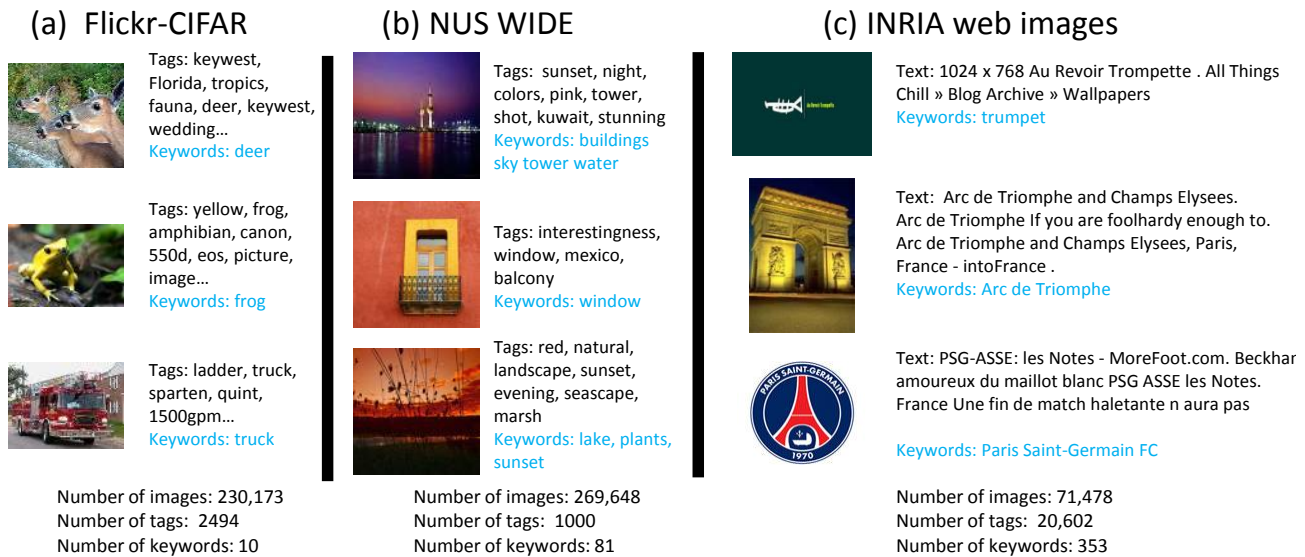 (a) Flickr-CIFAR
Tags: keywest,
Florida, tropics,
fauna, deer, keywest,
wedding…
Keywords: deer
Tags: yellow, frog,
amphibian, canon,
550d, eos, picture,
image…
Keywords: frog
Tags: ladder, truck,
sparten, quint,
1500gpm…
Keywords: truck
Number of images: 230,173
Number of tags: 2494
Number of keywords: 10
(b) NUS WIDE
Tags: sunset, night,
colors, pink, tower,
shot, kuwait, stunning
Keywords: buildings
sky tower water
Tags: interestingness,
window, mexico,
balcony
Keywords: window
Tags: red, natural,
landscape, sunset,
evening, seascape,
marsh
Keywords: lake, plants,
sunset
Number of images: 269,648
Number of tags: 1000
Number of keywords: 81
(c) INRIA web images
Au Revoir Trompette
Text: 1024 x 768 Au Revoir Trompette . All Things
Chill » Blog Archive » Wallpapers
Keywords: trumpet
Text: Arc de Triomphe and Champs Elysees.
Arc de Triomphe If you are foolhardy enough to.
Arc de Triomphe and Champs Elysees, Paris,
France - intoFrance .
Keywords: Arc de Triomphe
PARIS SAINT-GERMAIN
1970
Text: PSG-ASSE: les Notes - MoreFoot.com. Beckhar
amoureux du maillot blanc PSG ASSE les Notes.
France Une fin de match haletante n aura pas
Keywords: Paris Saint-Germain FC
Number of images: 71,478
Number of tags: 20,602
Number of keywords: 353